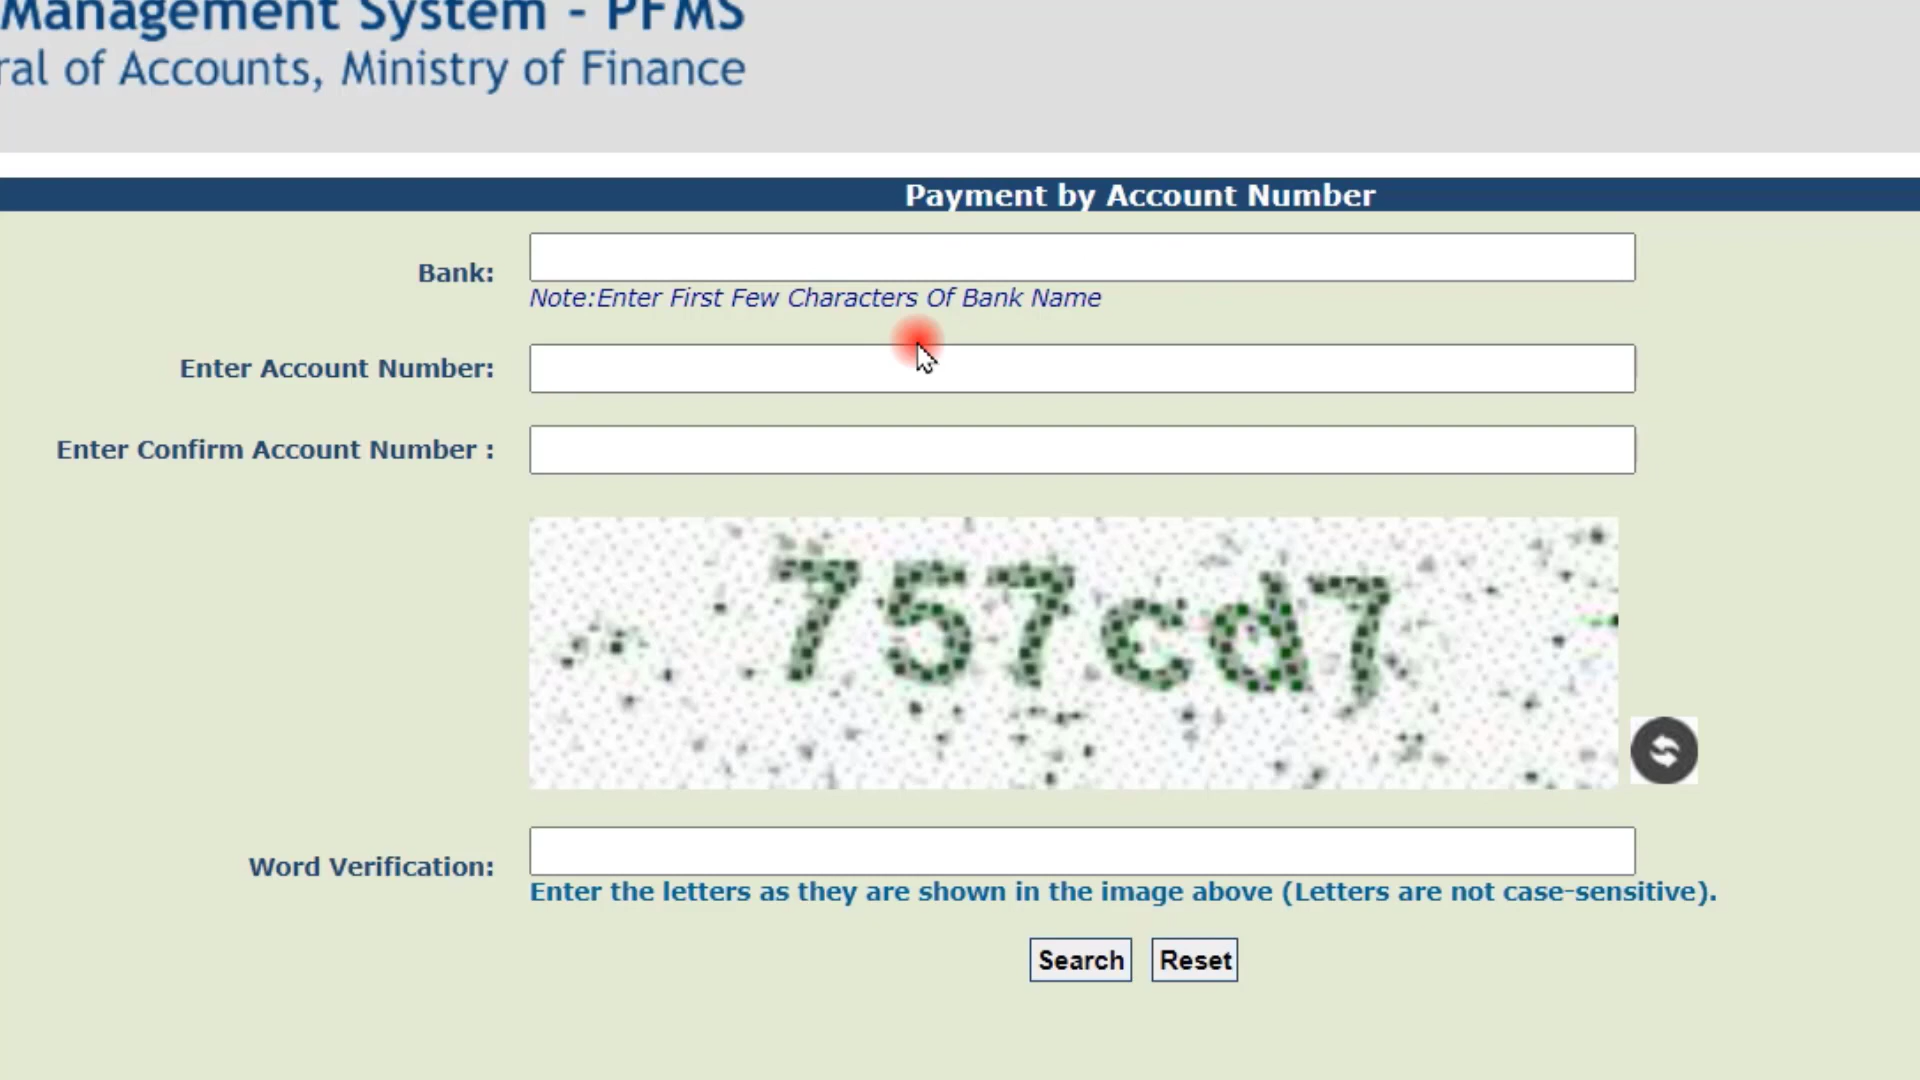 Management System - PFMS
ral of Accounts, Ministry of Finance
Payment by Account Number
Bank:
Note:Enter First Few Characters Of Bank Name
Enter Account Number:
Enter Confirm Account Number :
757cd7
Word Verification:
Enter the letters as they are shown in the image above (Letters are not case-sensitive).
Search Reset